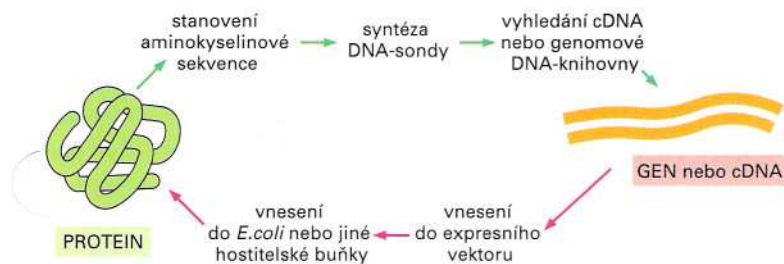 stanovení
aminokyselinové
sekvence
syntéza
DNA-sondy
vyhledání cDNA
nebo genomové
DNA-knihovny
GEN nebo cDNA
vnesení
do expresního
vektoru
vnesení
do E.coli nebo jiné
hostitelské buňky
PROTEIN